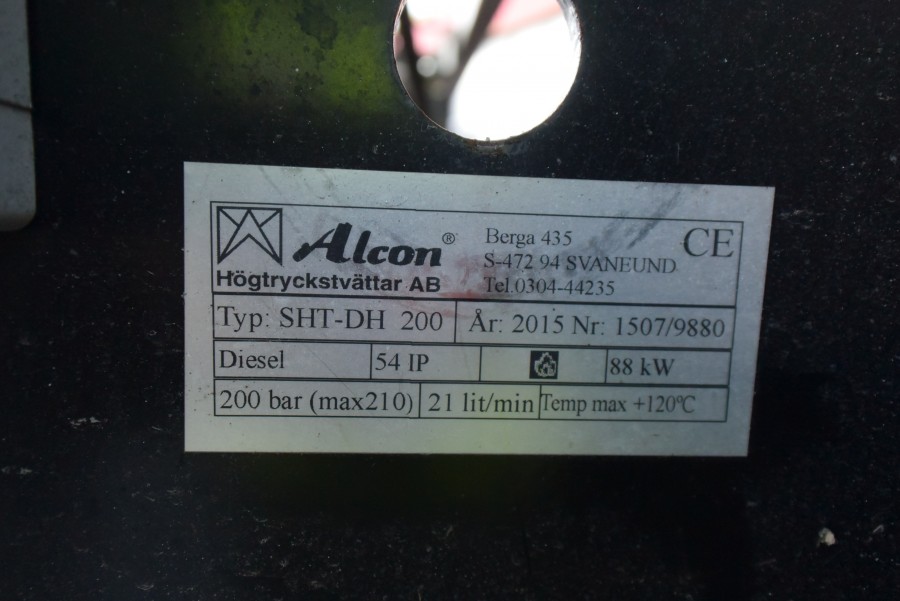 Alcon®
Högtryckstvättar AB
Berga 435
S-472 94 SVANEUND
Tel.0304-44235
CE
Typ: SHT-DH 200
År: 2015 Nr: 1507/9880
Diesel
54 IP
88 kW
200 bar (max210)
21 lit/min
Temp max +120ºC